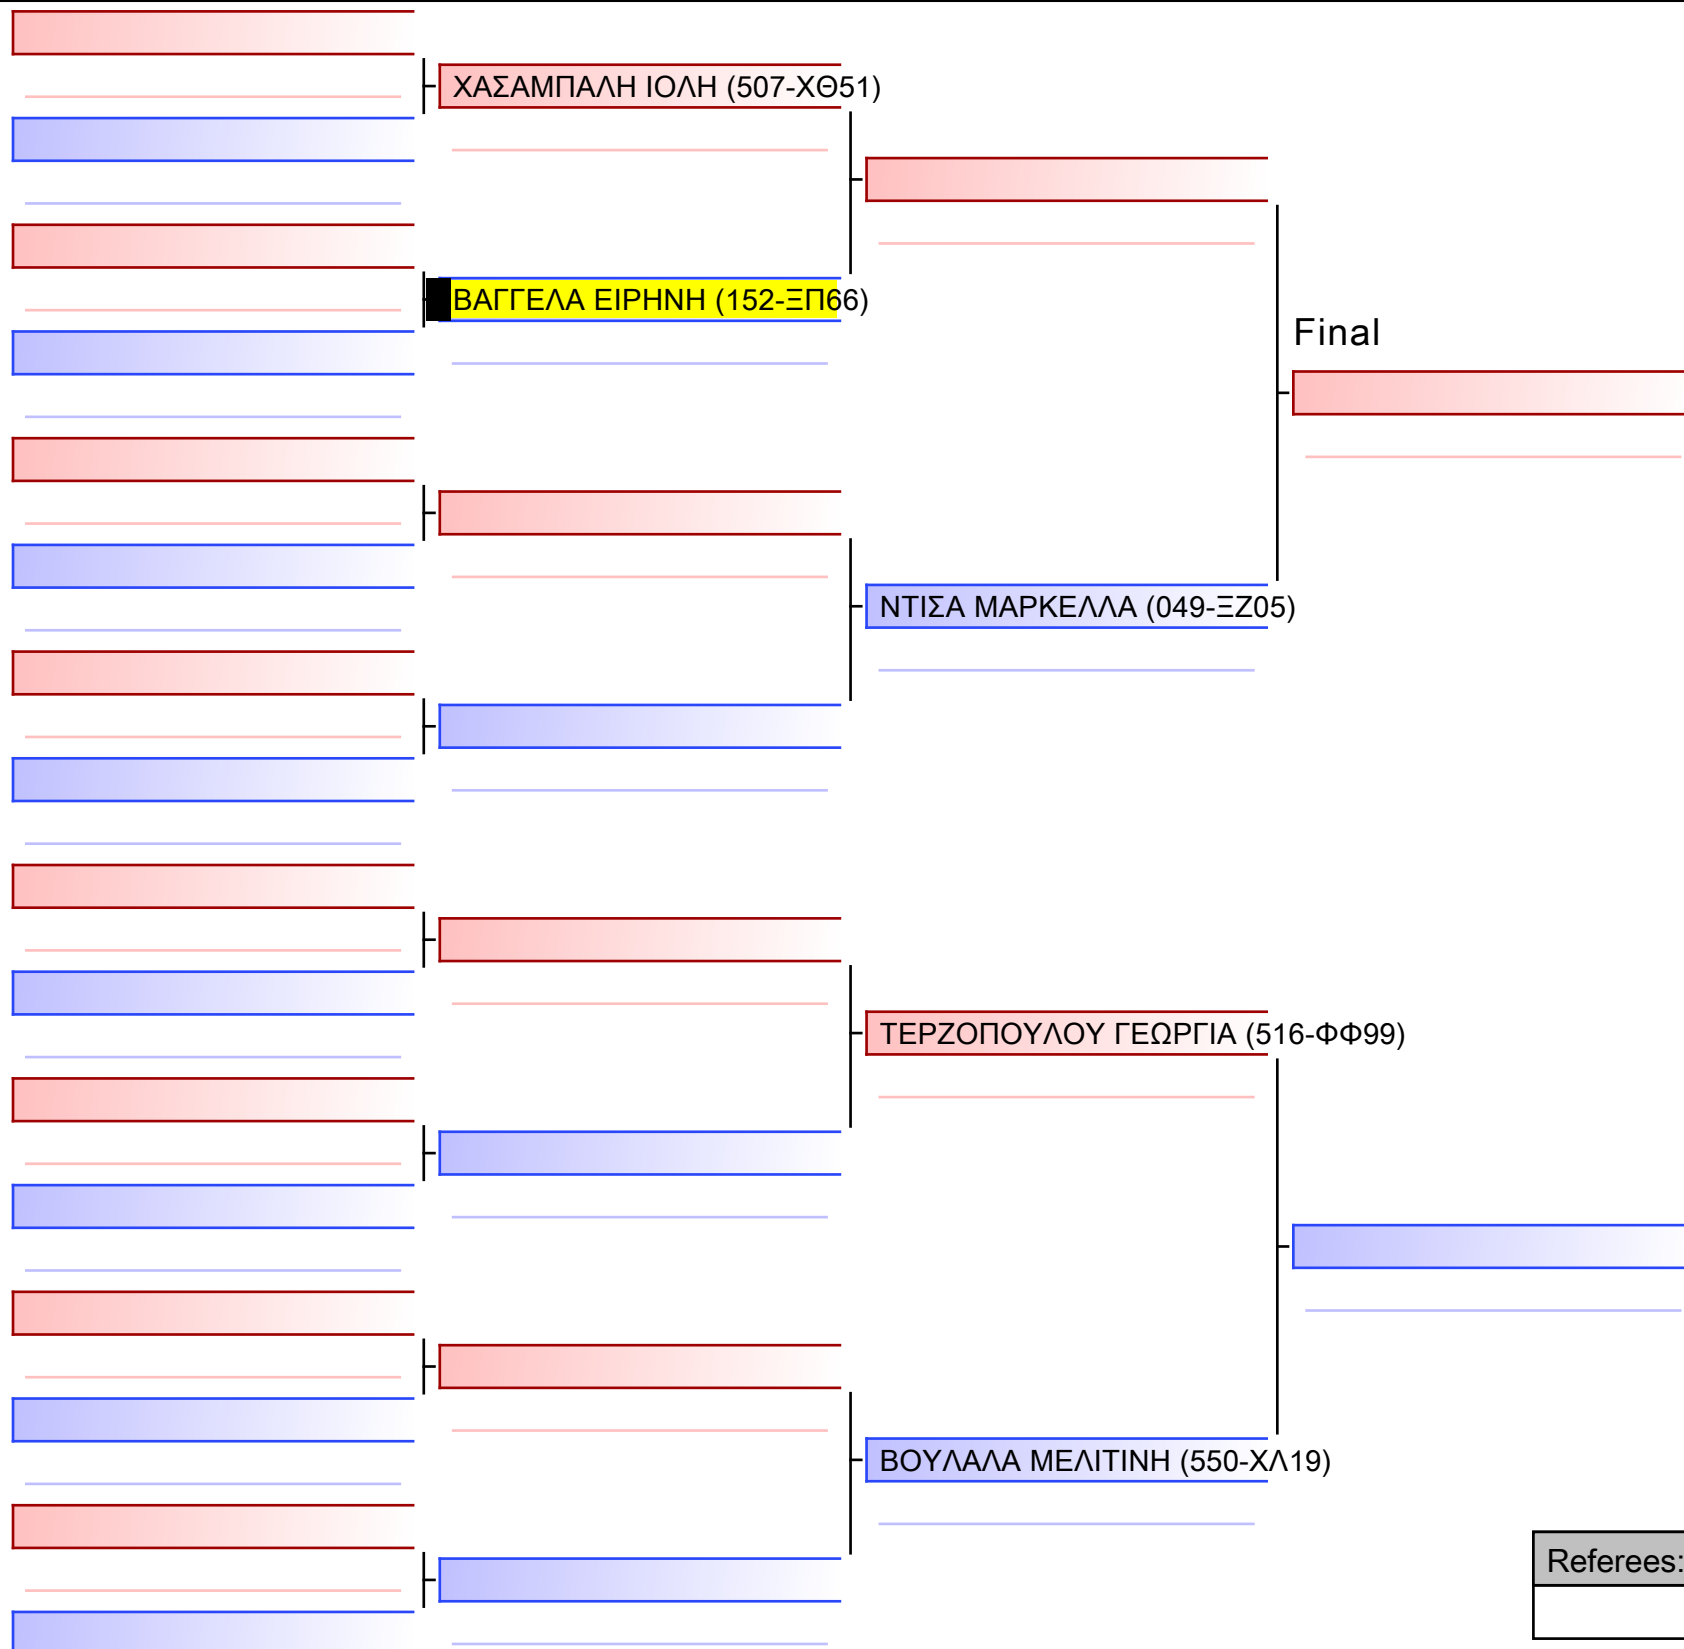 ΧΑΣΑΜΠΑΛΗ ΙΟΛΗ (507-ΧΘ51)
ΒΑΓΓΕΛΑ ΕΙΡΗΝΗ (152-ΞΠ66)
Final
ΝΤΙΣΑ ΜΑΡΚΕΛΛΑ (049-ΞΖ05)
ΤΕΡΖΟΠΟΥΛΟΥ ΓΕΩΡΓΙΑ (516-ΦΦ99)
ΒΟΥΛΑΛΑ ΜΕΛΙΤΙΝΗ (550-ΧΛ19)
Referees: